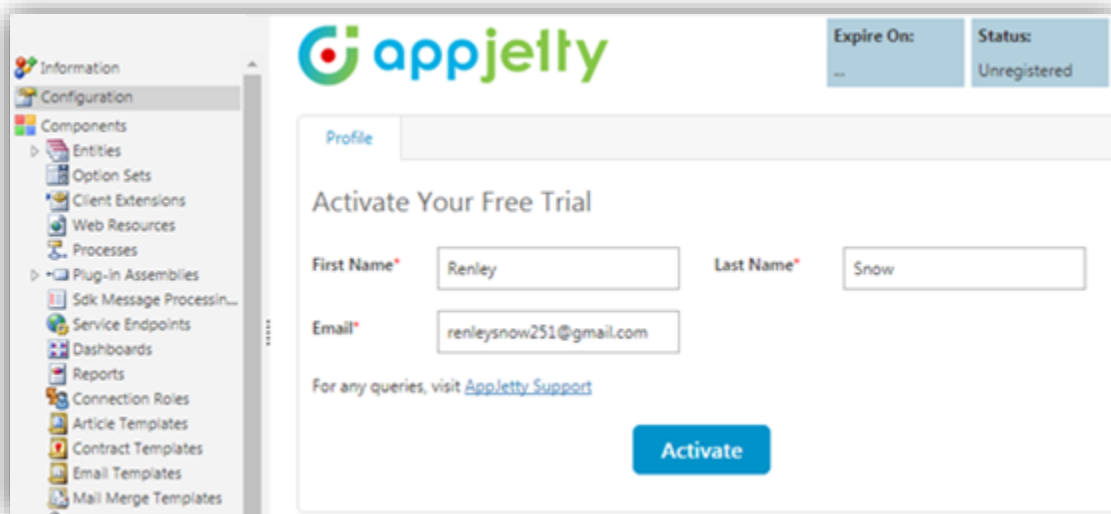 Information
Configuration
Components
Entities
Option Sets
Client Extensions
Web Resources
Processes
Plug-in Assemblies
Sdk Message Processin...
Service Endpoints
Dashboards
Reports
Connection Roles
Article Templates
Contract Templates
Email Templates
Mail Merge Templates
appjetty
Expire On:
--
Status:
Unregistered
Profile
Activate Your Free Trial
First Name* Renley Last Name* Snow
Email* renleysnow251@gmail.com
For any queries, visit AppJetty Support
Activate